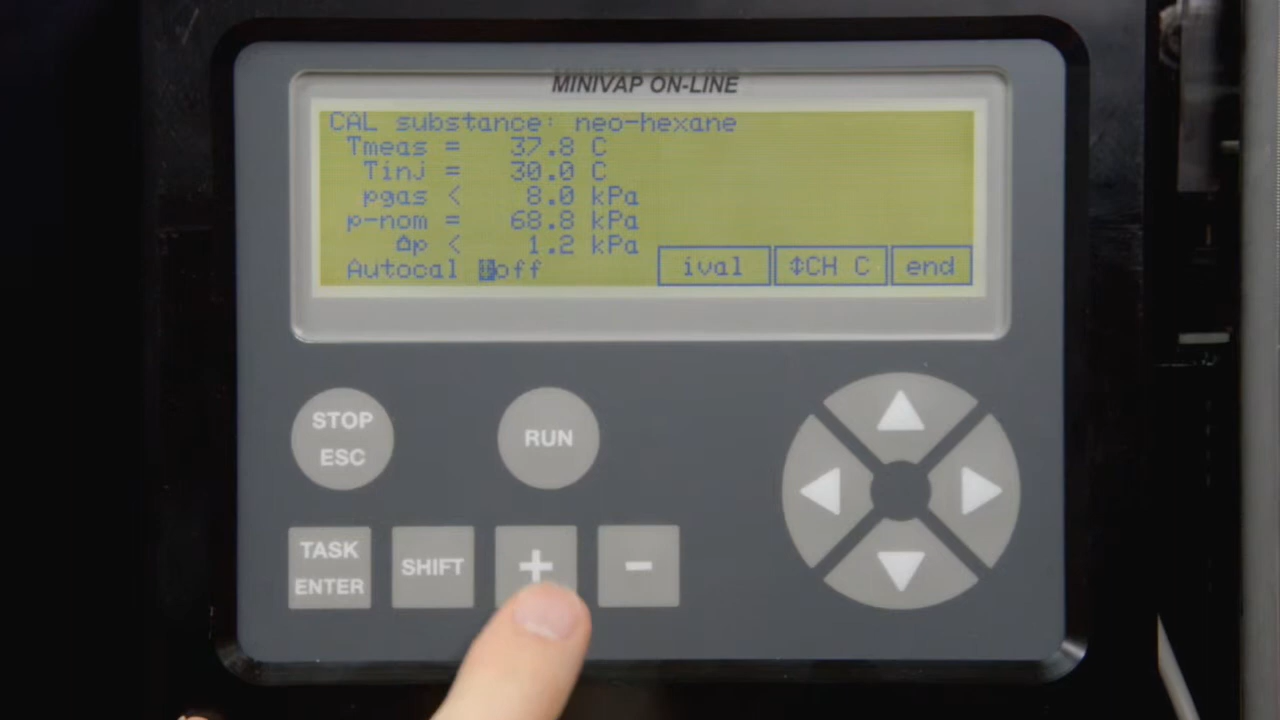 MINIVAP ON-LINE
CAL substance: neo-hexane
Tmeas = 37.8 C
Tinj = 30.0 C
pgas < 8.0 kPa
p-nom = 68.8 kPa
Δp < 1.2 kPa
Autocal ↕off
ival ↕CH C end
STOP
ESC
RUN
TASK
ENTER
SHIFT
+
-